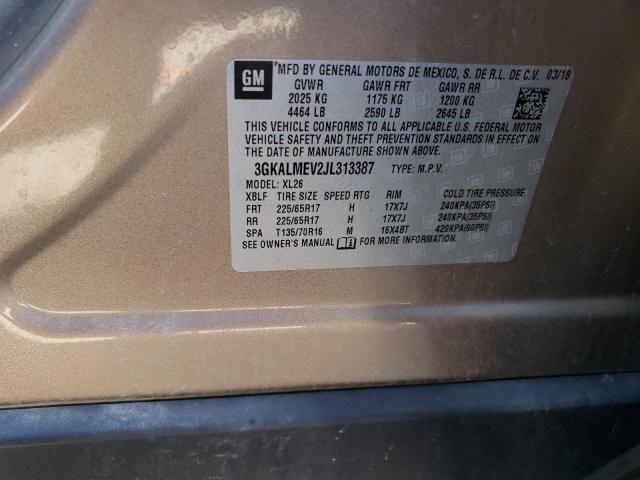 GM *MFD BY GENERAL MOTORS DE MEXICO, S. DE R.L. DE C.V. 03/18
GVWR GAWR FRT GAWR RR
2025 KG 1175 KG 1200 KG
4464 LB 2590 LB 2645 LB
THIS VEHICLE CONFORMS TO ALL APPLICABLE U.S. FEDERAL MOTOR
VEHICLE SAFETY AND THEFT PREVENTION STANDARDS IN EFFECT ON
THE DATE OF MANUFACTURE SHOWN ABOVE.
3GKALMEV2JL313387 TYPE: M.P.V.
MODEL: XL26
XBLF TIRE SIZE SPEED RTG RIM COLD TIRE PRESSURE
FRT 225/65R17 H 17X7J 240KPA(35PSI)
RR 225/65R17 H 17X7J 240KPA(35PSI)
SPA T135/70R16 M 16X4BT 420KPA(60PSI)
SEE OWNER'S MANUAL FOR MORE INFORMATION.